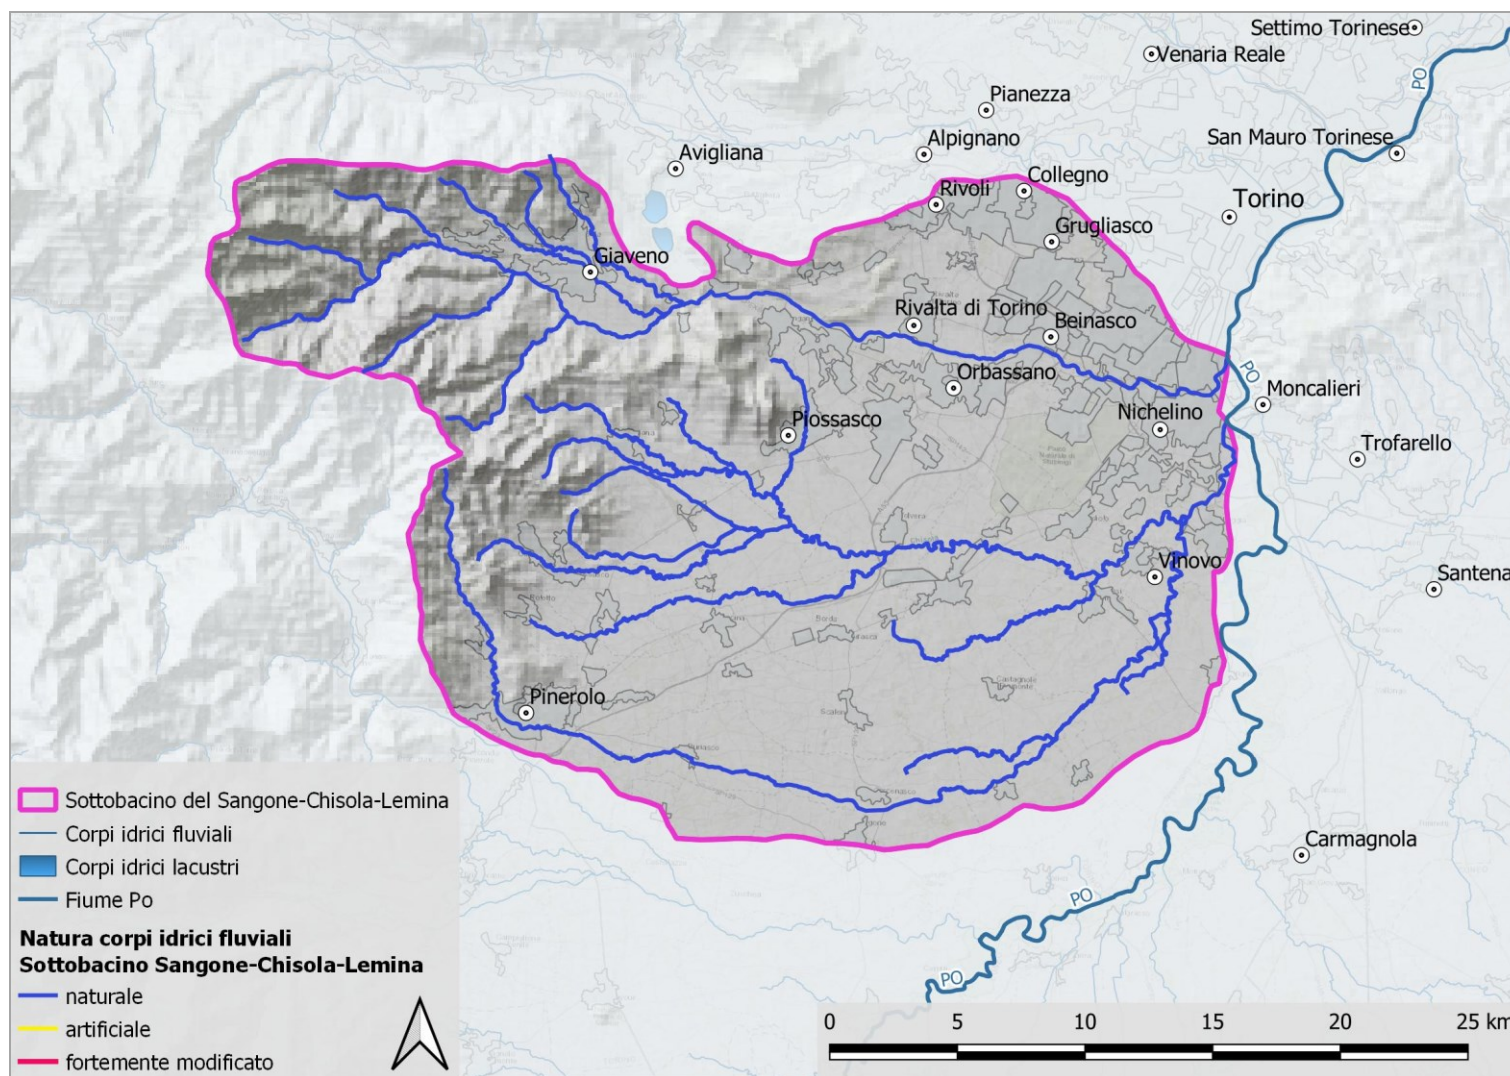 Settimo Torinese
Venaria Reale
PO
Pianezza
San Mauro Torinese
Alpignano
Avigliana
Collegno
Rivoli
Torino
Grugliasco
Giaveno
Rivalta di Torino
Beinasco
PO
Moncalieri
Orbassano
Nichelino
Piossasco
Trofarello
Vinovo
Santena
Pinerolo
Carmagnola
PO
PO
Sottobacino del Sangone-Chisola-Lemina
Corpi idrici fluviali
Corpi idrici lacustri
Fiume Po
Natura corpi idrici fluviali
Sottobacino Sangone-Chisola-Lemina
naturale
artificiale
fortemente modificato
0 5 10 15 20 25 km